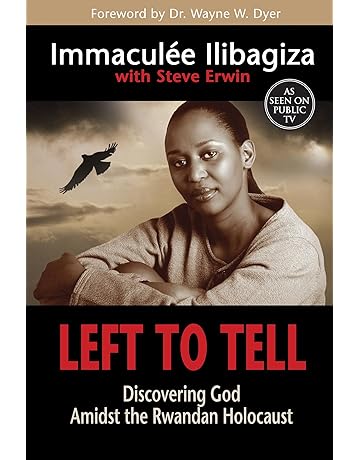 Foreword by Dr. Wayne W. Dyer
Immaculée Ilibagiza
with Steve Erwin
AS
SEEN ON
PUBLIC
TV
LEFT TO TELL
Discovering God
Amidst the Rwandan Holocaust